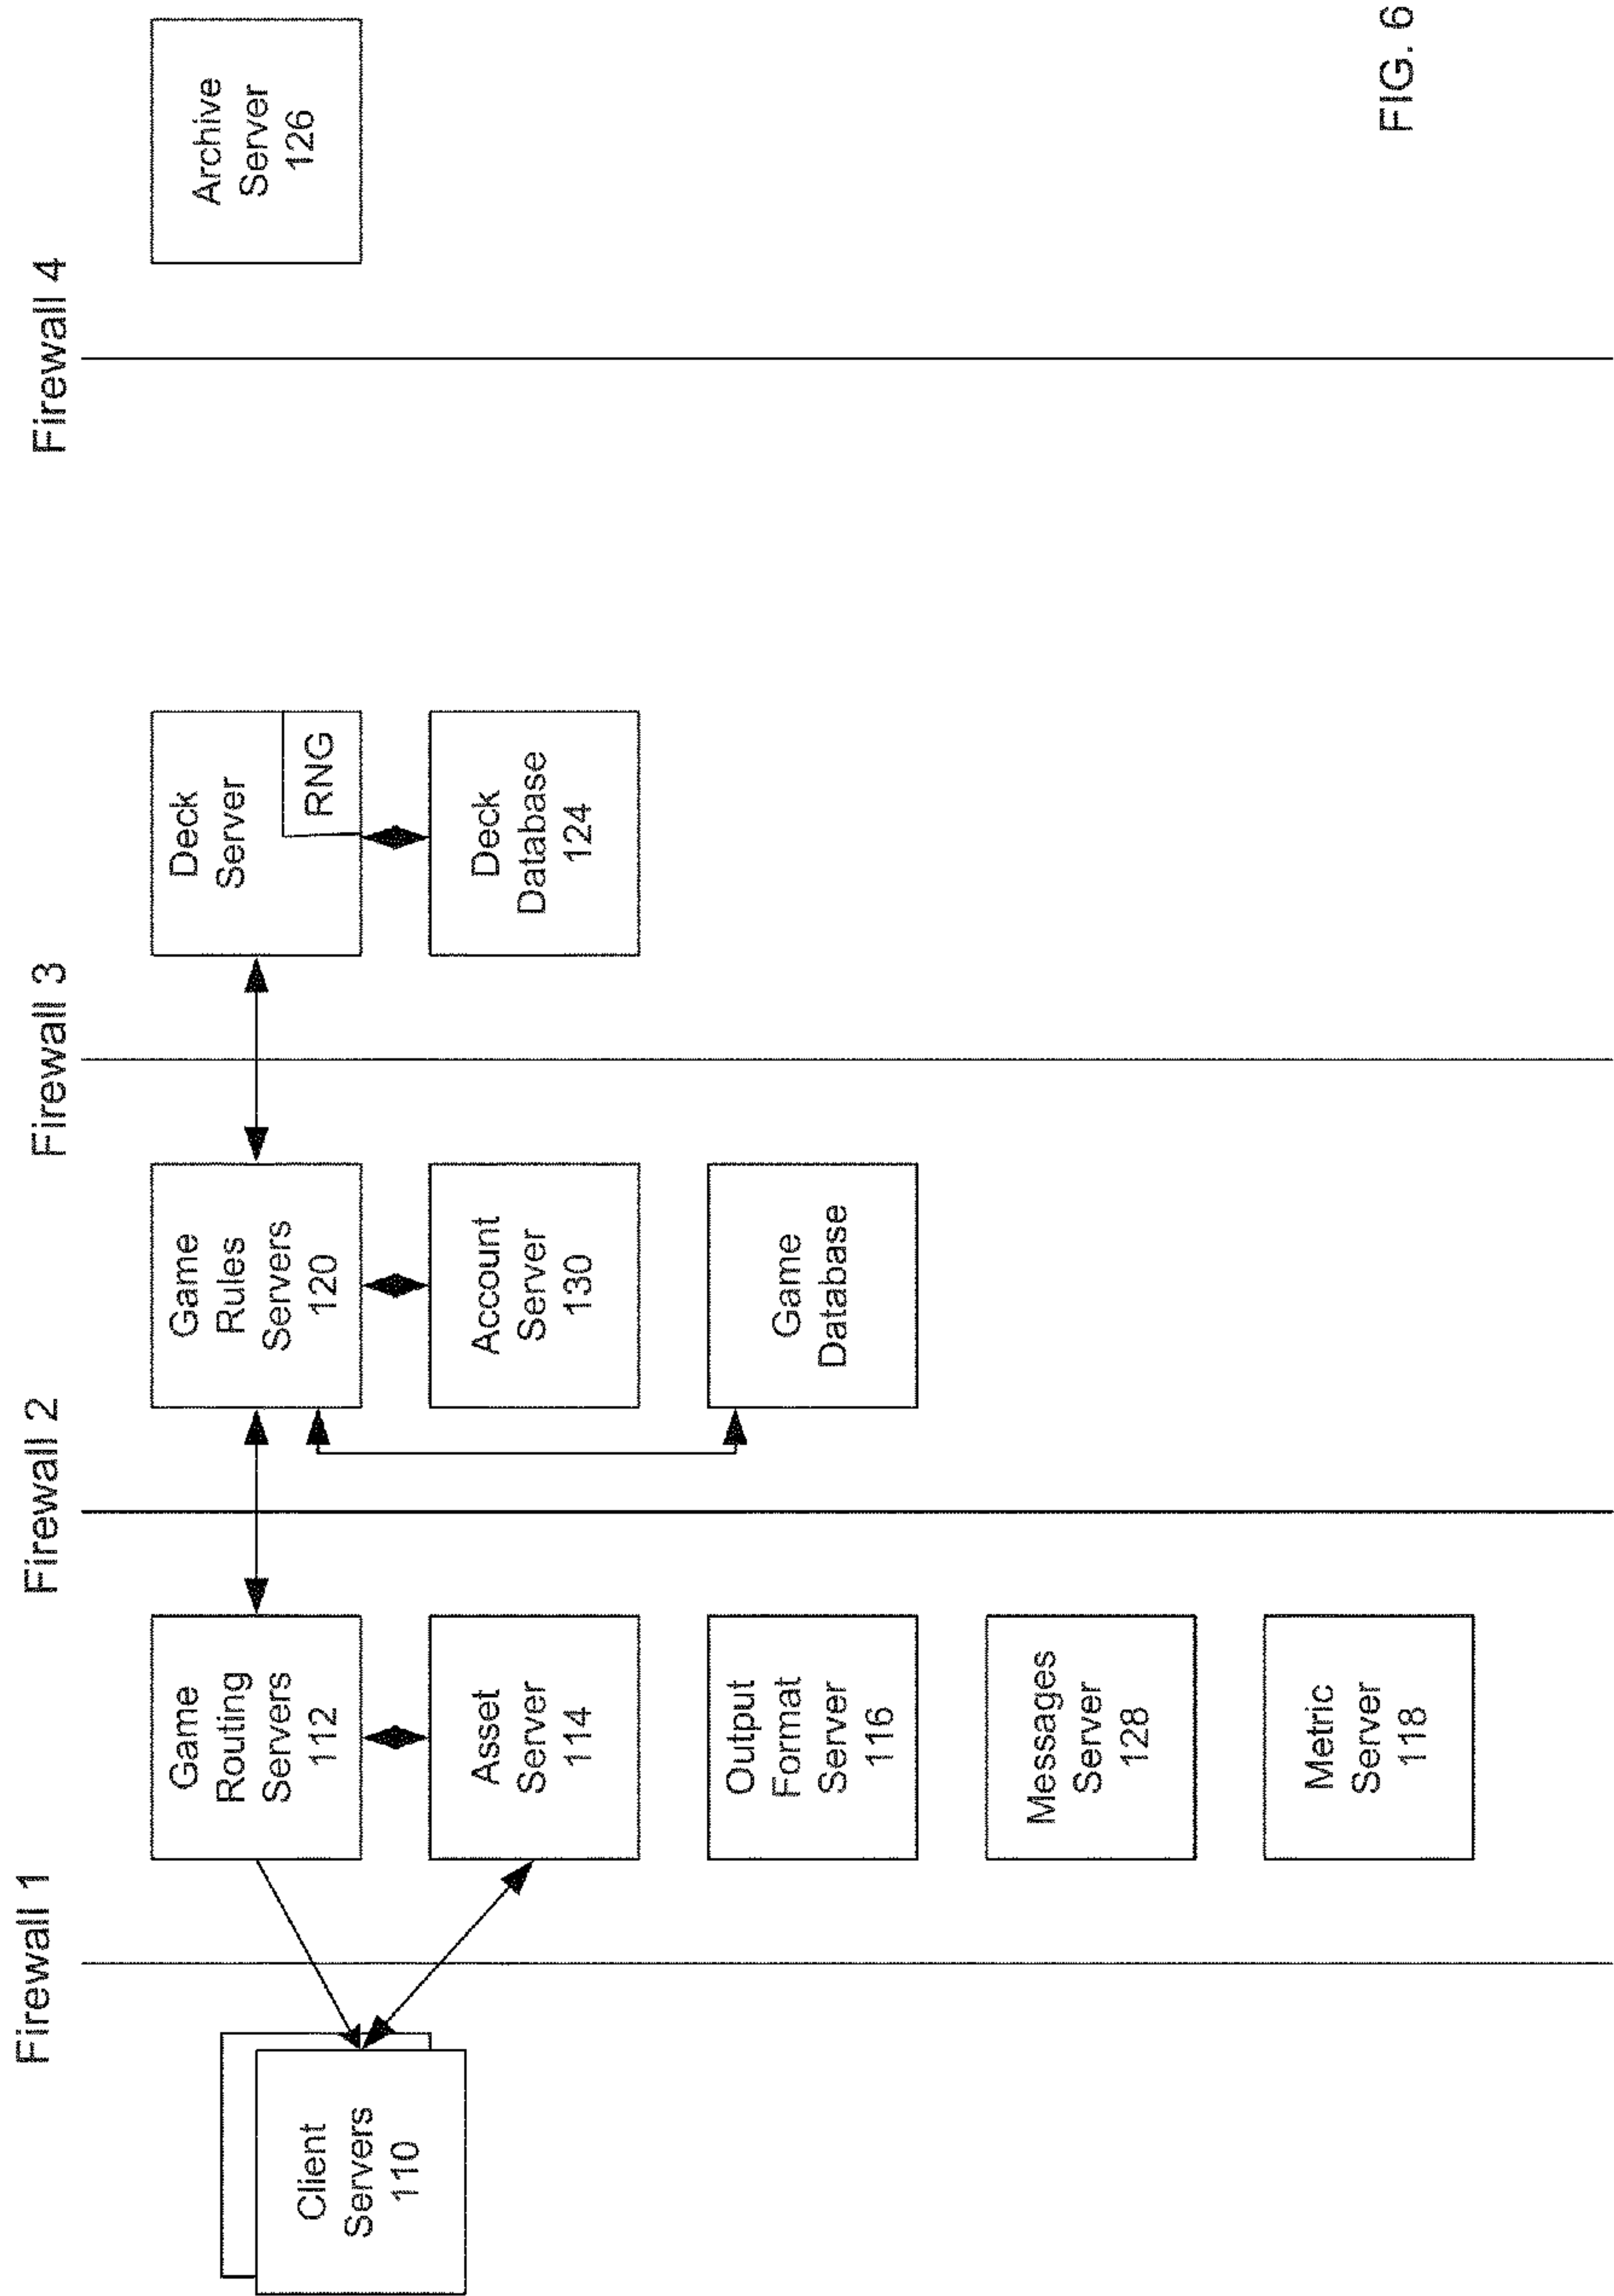 Firewall 1
Firewall 2
Firewall 3
Firewall 4
Client
Servers
110
Game
Routing
Servers
112
Asset
Server
114
Output
Format
Server
116
Messages
Server
128
Metric
Server
118
Game
Rules
Servers
120
Account
Server
130
Game
Database
Deck
Server
RNG
Deck
Database
124
Archive
Server
126
FIG. 6